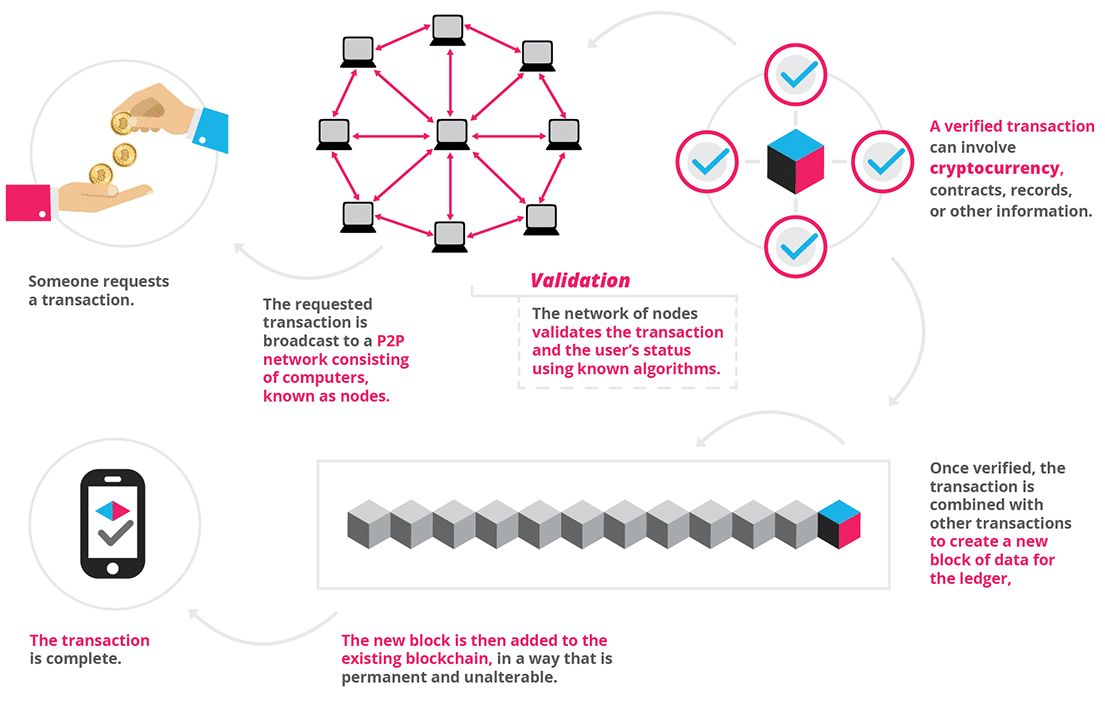 Someone requests
a transaction.
The requested
transaction is
broadcast to a P2P
network consisting
of computers,
known as nodes.
Validation
The network of nodes
validates the transaction
and the user's status
using known algorithms.
A verified transaction
can involve
cryptocurrency,
contracts, records,
or other information.
Once verified, the
transaction is
combined with
other transactions
to create a new
block of data for
the ledger,
The new block is then added to the
existing blockchain, in a way that is
permanent and unalterable.
The transaction
is complete.